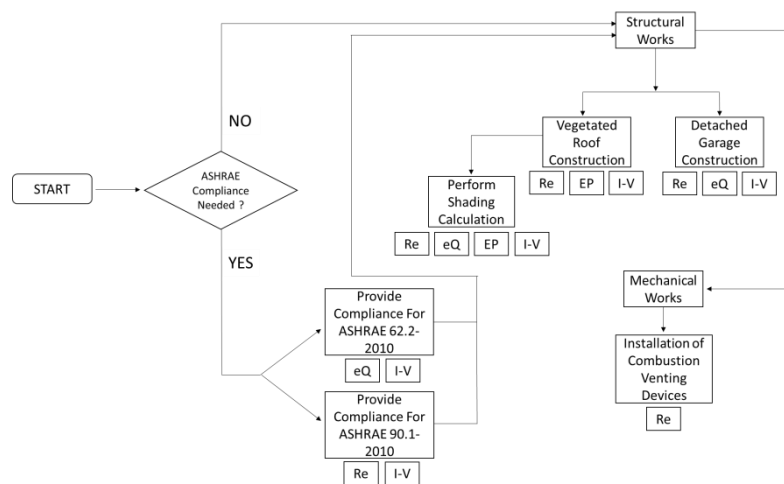 START
ASHRAE
Compliance
Needed ?
NO
YES
Provide
Compliance For
ASHRAE 62.2-
2010
eQ I-V
Provide
Compliance For
ASHRAE 90.1-
2010
Re I-V
Structural
Works
Vegetated
Roof
Construction
Re EP I-V
Detached
Garage
Construction
Re eQ I-V
Perform
Shading
Calculation
Re eQ EP I-V
Mechanical
Works
Installation of
Combustion
Venting
Devices
Re